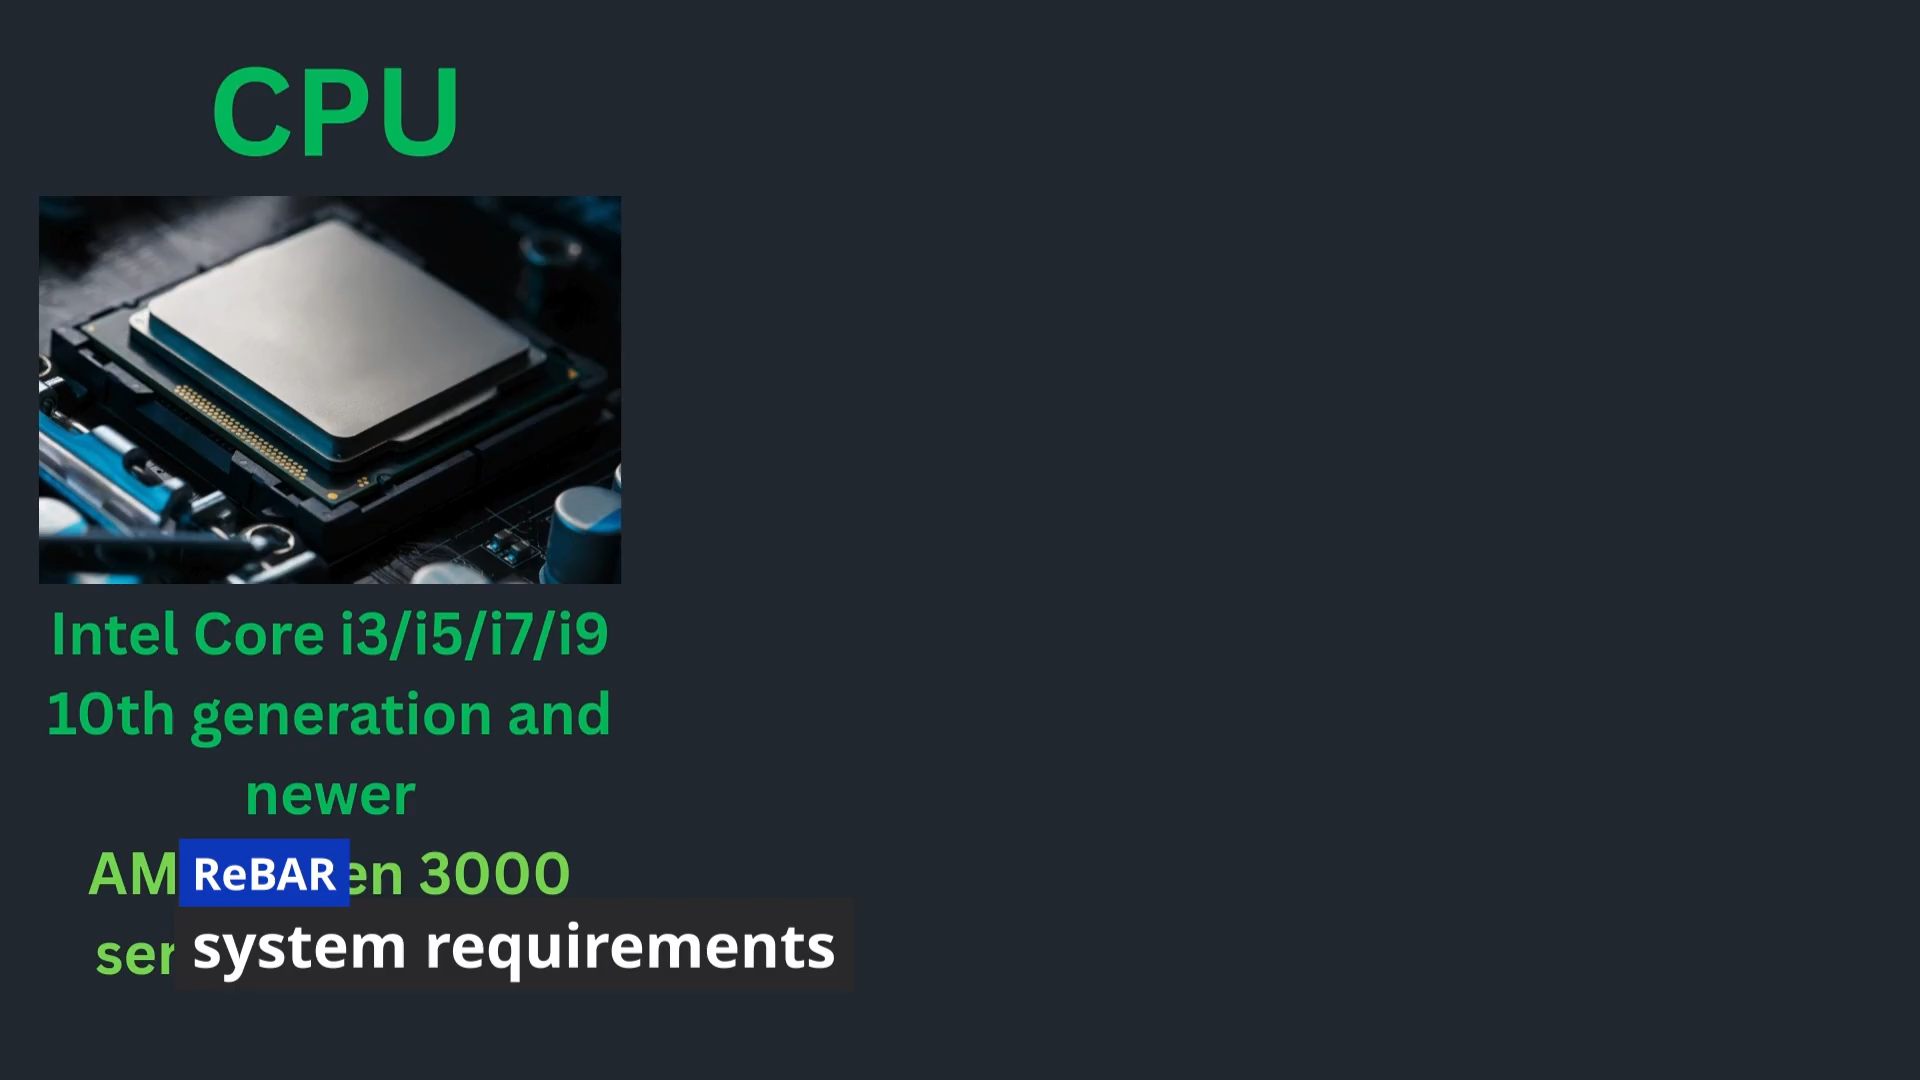 CPU
Intel Core i3/i5/i7/i9
10th generation and
newer
AM en 3000
ser
ReBAR
system requirements